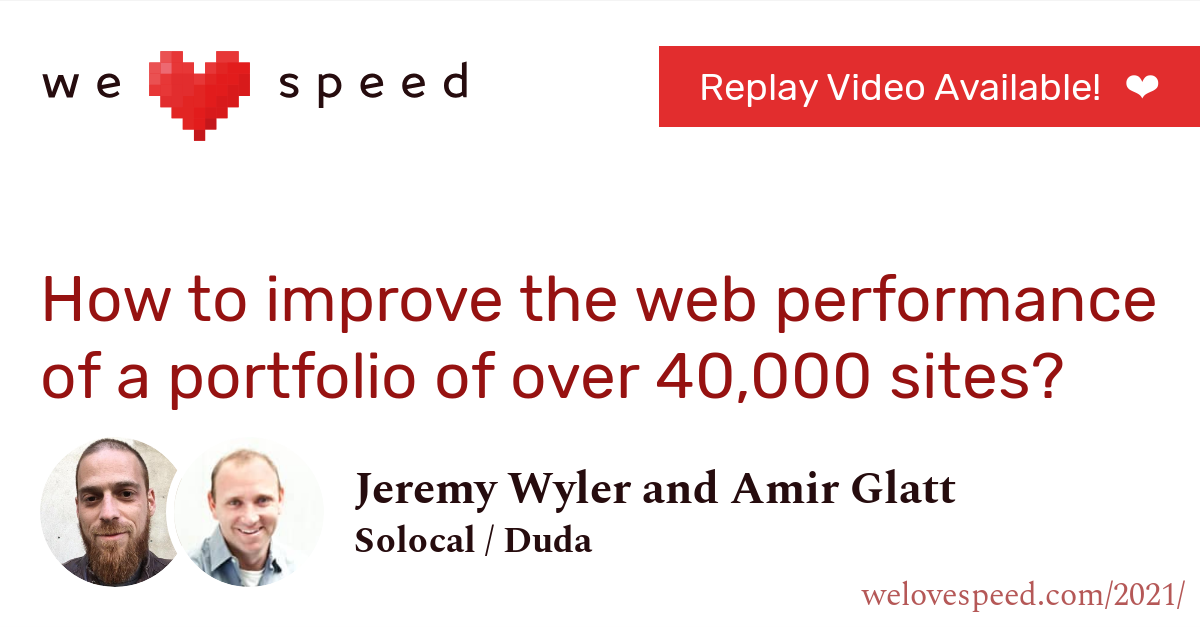 we speed
Replay Video Available! ❤
How to improve the web performance
of a portfolio of over 40,000 sites?
Jeremy Wyler and Amir Glatt
Solocal / Duda
welovespeed.com/2021/